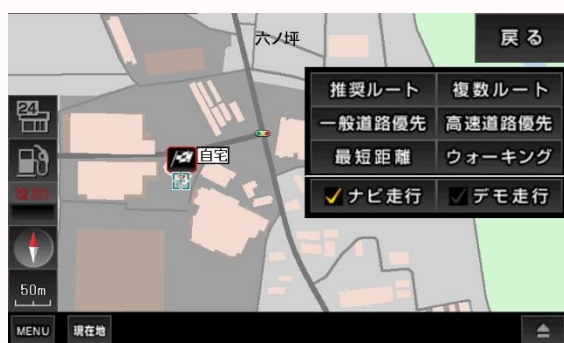 六ノ坪
戻る
推奨ルート 複数ルート
24
一般道路優先 高速道路優先
自宅
最短距離 ウォーキング
ナビ走行 デモ走行
50m
MENU 現在地